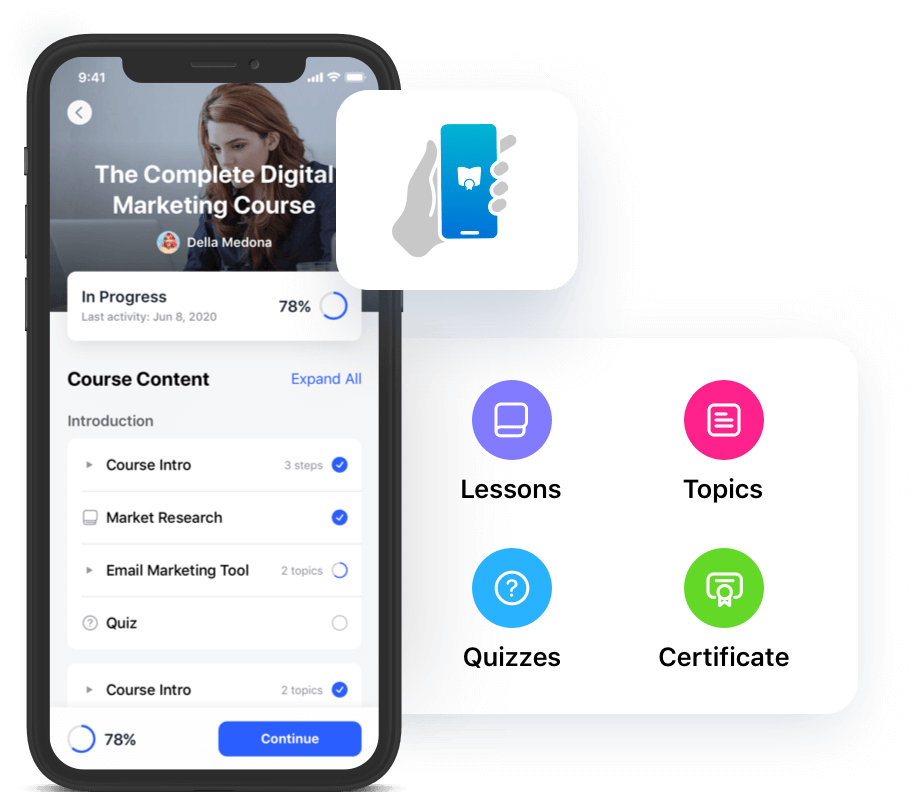 9:41
The Complete Digital
Marketing Course
Della Medona
In Progress
Last activity: Jun 8, 2020
78%
Course Content
Expand All
Introduction
Course Intro
3 steps
Market Research
Email Marketing Tool
2 topics
Quiz
Course Intro
2 topics
78%
Continue
Lessons
Topics
?
Quizzes
Certificate